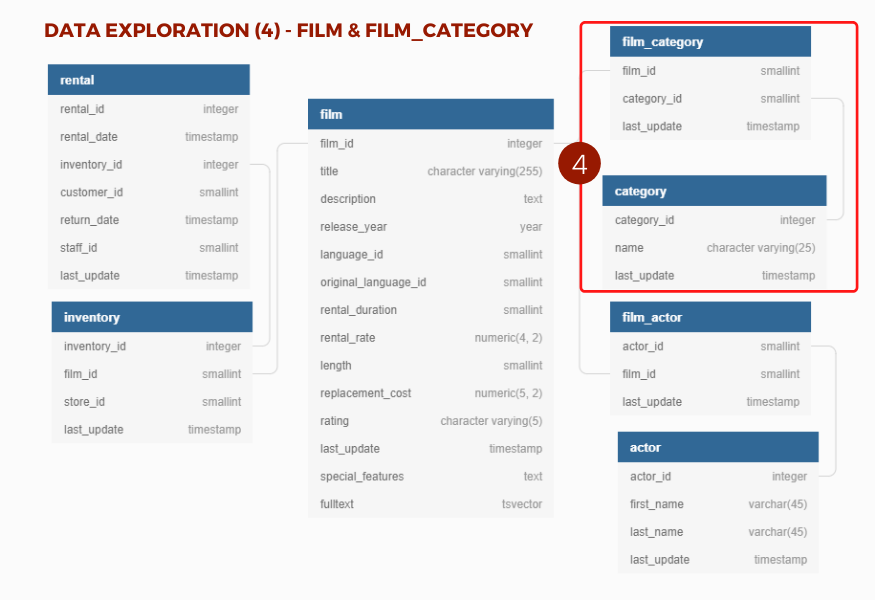 DATA EXPLORATION (4) - FILM & FILM_CATEGORY
rental
rental_id integer
rental_date timestamp
inventory_id integer
customer_id smallint
return_date timestamp
staff_id smallint
last_update timestamp
inventory
inventory_id integer
film_id smallint
store_id smallint
last_update timestamp
film
film_id integer
title character varying(255)
description text
release_year year
language_id smallint
original_language_id smallint
rental_duration smallint
rental_rate numeric(4, 2)
length smallint
replacement_cost numeric(5, 2)
rating character varying(5)
last_update timestamp
special_features text
fulltext tsvector
4
film_category
film_id smallint
category_id smallint
last_update timestamp
category
category_id integer
name character varying(25)
last_update timestamp
film_actor
actor_id smallint
film_id smallint
last_update timestamp
actor
actor_id integer
first_name varchar(45)
last_name varchar(45)
last_update timestamp